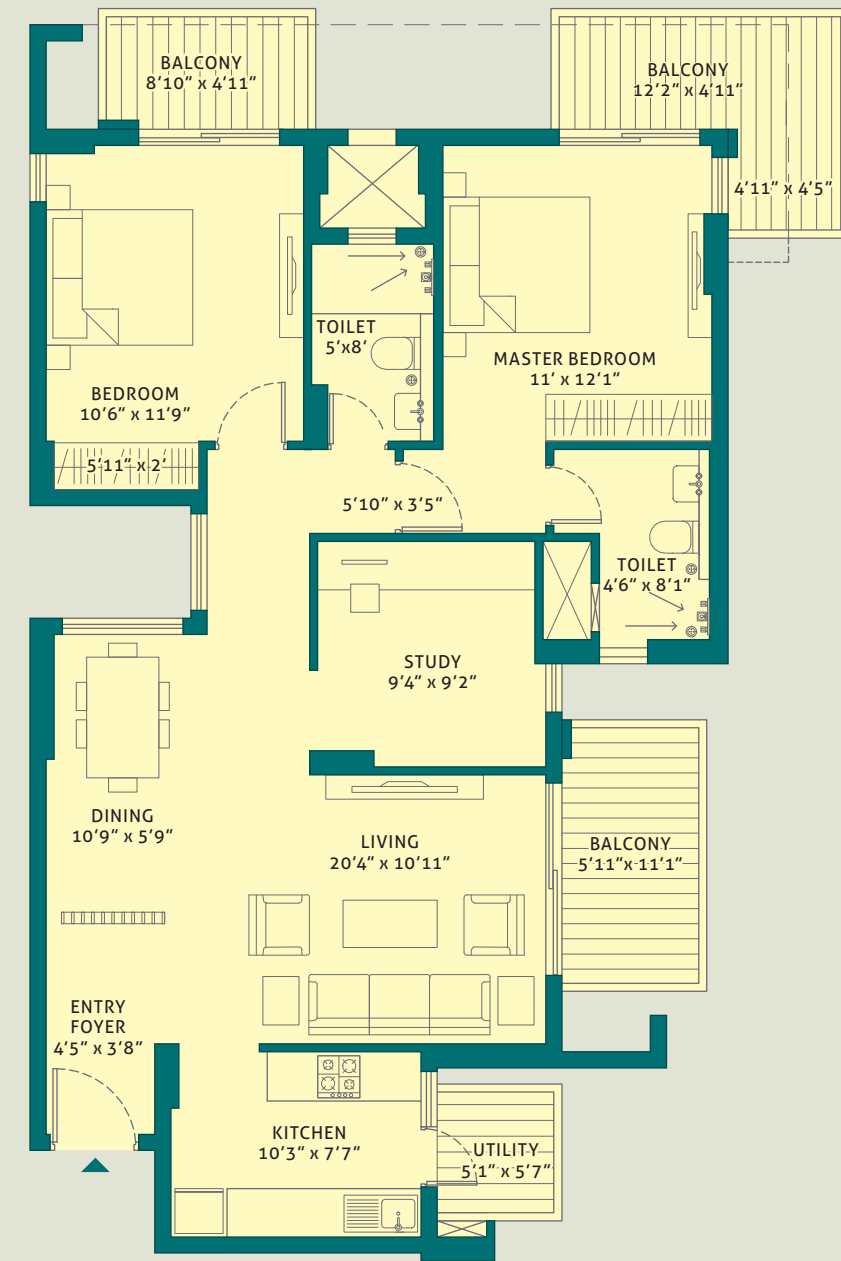 BALCONY
8'10" x 4'11"
BALCONY
12'2" x 4'11"
4'11" x 4'5"
TOILET
5'x8'
MASTER BEDROOM
11' x 12'1"
BEDROOM
10'6" x 11'9"
5'11" x 2'
5'10" x 3'5"
TOILET
4'6" x 8'1"
STUDY
9'4" x 9'2"
DINING
10'9" x 5'9"
LIVING
20'4" x 10'11"
BALCONY
5'11"x 11'1"
ENTRY
FOYER
4'5" x 3'8"
KITCHEN
10'3" x 7'7"
UTILITY
5'1" x 5'7"